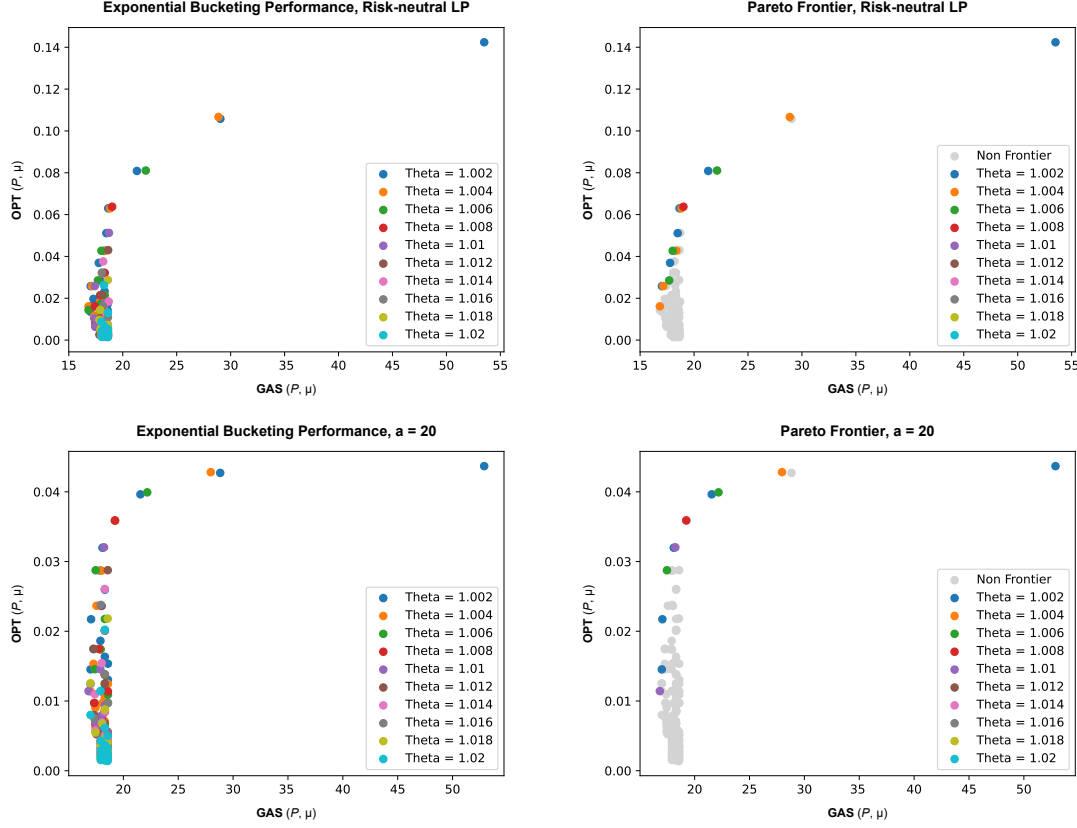 Exponential Bucketing Performance, Risk-neutral LP
0.14
0.12
0.10
0.08
0.06
0.04
0.02
0.00
OPT (P, μ)
15 20 25 30 35 40 45 50 55
GAS (P, μ)
Theta = 1.002
Theta = 1.004
Theta = 1.006
Theta = 1.008
Theta = 1.01
Theta = 1.012
Theta = 1.014
Theta = 1.016
Theta = 1.018
Theta = 1.02
Pareto Frontier, Risk-neutral LP
0.14
0.12
0.10
0.08
0.06
0.04
0.02
0.00
OPT (P, μ)
15 20 25 30 35 40 45 50 55
GAS (P, μ)
Non Frontier
Theta = 1.002
Theta = 1.004
Theta = 1.006
Theta = 1.008
Theta = 1.01
Theta = 1.012
Theta = 1.014
Theta = 1.016
Theta = 1.018
Theta = 1.02
Exponential Bucketing Performance, a = 20
0.04
0.03
0.02
0.01
0.00
OPT (P, μ)
20 25 30 35 40 45 50
GAS (P, μ)
Theta = 1.002
Theta = 1.004
Theta = 1.006
Theta = 1.008
Theta = 1.01
Theta = 1.012
Theta = 1.014
Theta = 1.016
Theta = 1.018
Theta = 1.02
Pareto Frontier, a = 20
0.04
0.03
0.02
0.01
0.00
OPT (P, μ)
20 25 30 35 40 45 50
GAS (P, μ)
Non Frontier
Theta = 1.002
Theta = 1.004
Theta = 1.006
Theta = 1.008
Theta = 1.01
Theta = 1.012
Theta = 1.014
Theta = 1.016
Theta = 1.018
Theta = 1.02